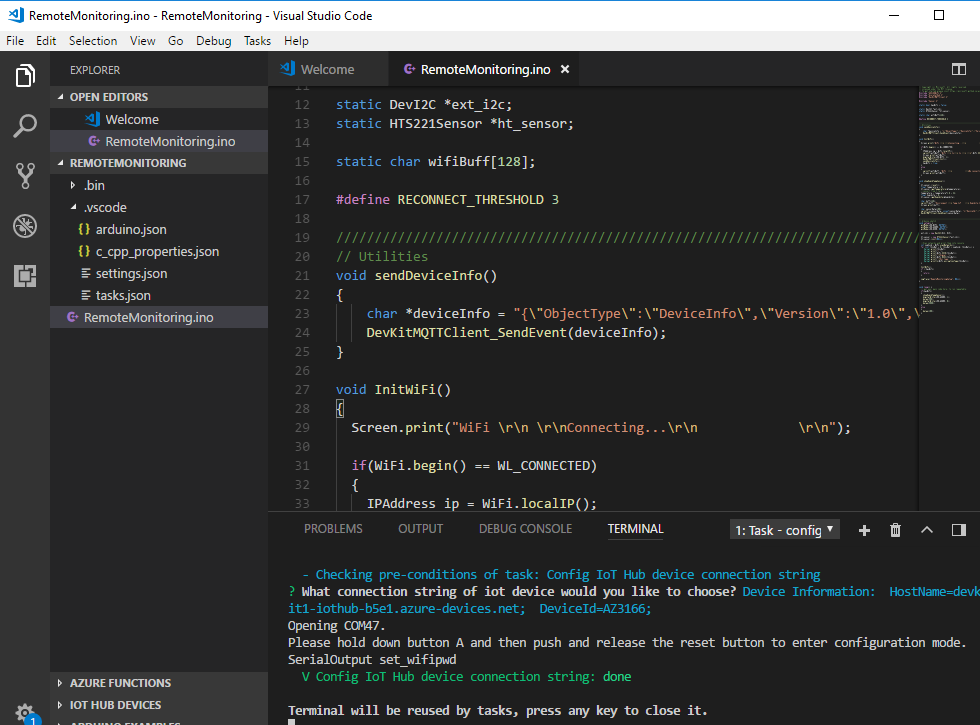 RemoteMonitoring.ino - RemoteMonitoring - Visual Studio Code
File Edit Selection View Go Debug Tasks Help
EXPLORER
OPEN EDITORS
Welcome
RemoteMonitoring.ino
REMOTEMONITORING
.bin
.vscode
{} arduino.json
{} c_cpp_properties.json
settings.json
tasks.json
RemoteMonitoring.ino
AZURE FUNCTIONS
IOT HUB DEVICES
ARDUINO EXAMPLES
1
Welcome RemoteMonitoring.ino
11
12 static DevI2C *ext_i2c;
13 static HTS221Sensor *ht_sensor;
14
15 static char wifiBuff[128];
16
17 #define RECONNECT_THRESHOLD 3
18
19 ////////////////////////////////////////////////////////////////////////////
20 // Utilities
21 void sendDeviceInfo()
22 {
23 char *deviceInfo = "{\"ObjectType\":\"DeviceInfo\",\"Version\":\"1.0\",\
24 DevKitMQTTClient_SendEvent(deviceInfo);
25 }
26
27 void InitWiFi()
28 {
29 Screen.print("WiFi \r\n \r\nConnecting...\r\n             \r\n");
30
31 if(WiFi.begin() == WL_CONNECTED)
32 {
33 IPAddress ip = WiFi.localIP();
PROBLEMS OUTPUT DEBUG CONSOLE TERMINAL 1: Task - config
- Checking pre-conditions of task: Config IoT Hub device connection string
? What connection string of iot device would you like to choose? Device Information:  HostName=devk
it1-iothub-b5e1.azure-devices.net;  DeviceId=AZ3166;
Opening COM47.
Please hold down button A and then push and release the reset button to enter configuration mode.
SerialOutput set_wifipwd
V Config IoT Hub device connection string: done
Terminal will be reused by tasks, press any key to close it.